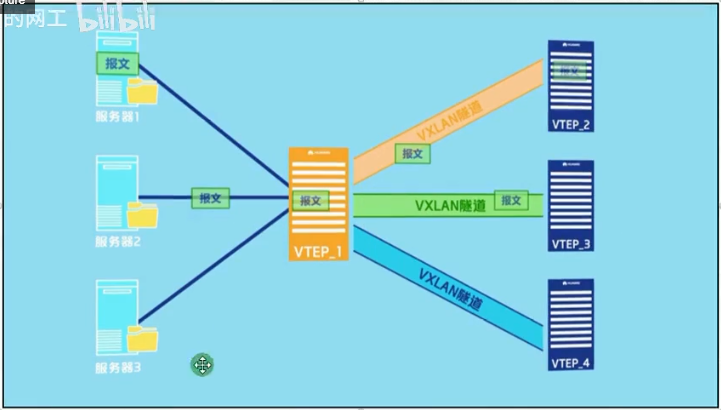 pture
的网工 bilibili
报文
服务器1
VXLAN隧道
报文
VTEP_2
报文
服务器2
报文
报文
VTEP_1
VXLAN隧道
报文
VTEP_3
服务器3
VXLAN隧道
VTEP_4